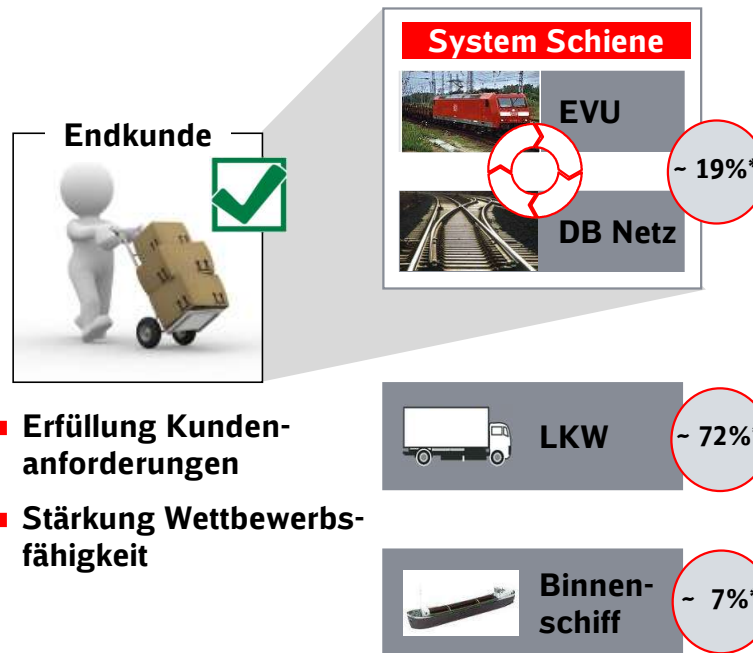 System Schiene
EVU
~ 19%*
DB Netz
Endkunde
Erfüllung Kunden-
anforderungen
Stärkung Wettbewerbs-
fähigkeit
LKW
~ 72%*
Binnen-
schiff
~ 7%*